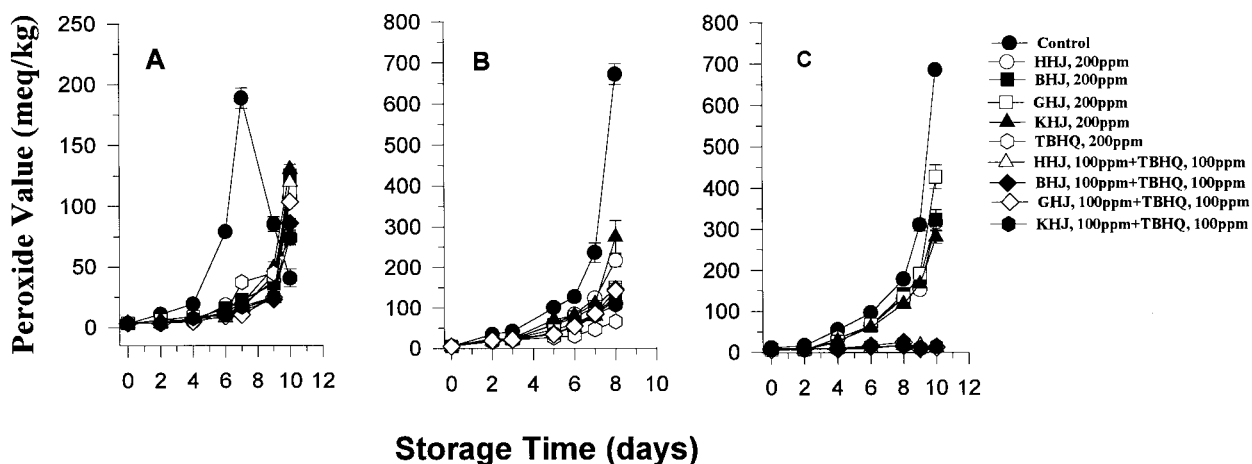 Peroxide Value (meq/kg)
250
200
150
100
50
0
A
0 2 4 6 8 10 12
800
700
600
500
400
300
200
100
0
B
0 2 4 6 8 10
800
700
600
500
400
300
200
100
0
C
0 2 4 6 8 10 12
Control
HHJ, 200ppm
BHJ, 200ppm
GHJ, 200ppm
KHJ, 200ppm
TBHQ, 200ppm
HHJ, 100ppm+TBHQ, 100ppm
BHJ, 100ppm+TBHQ, 100ppm
GHJ, 100ppm+TBHQ, 100ppm
KHJ, 100ppm+TBHQ, 100ppm
Storage Time (days)